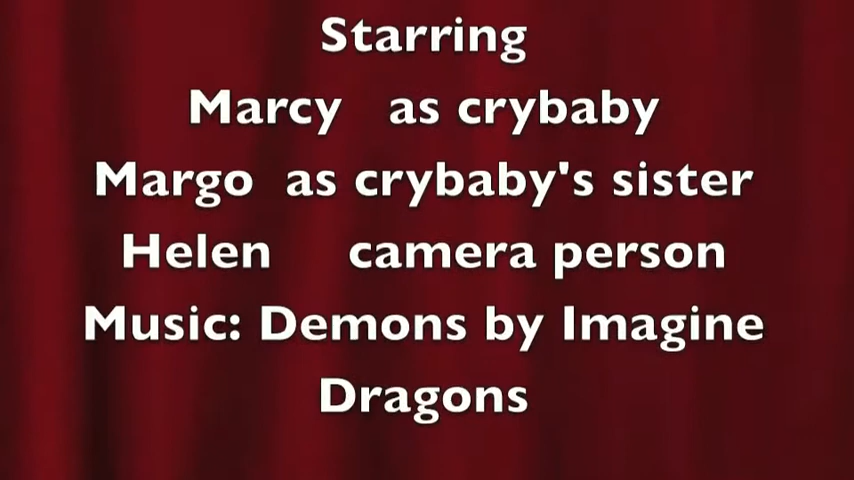 Starring
Marcy as crybaby
Margo as crybaby's sister
Helen camera person
Music: Demons by Imagine
Dragons